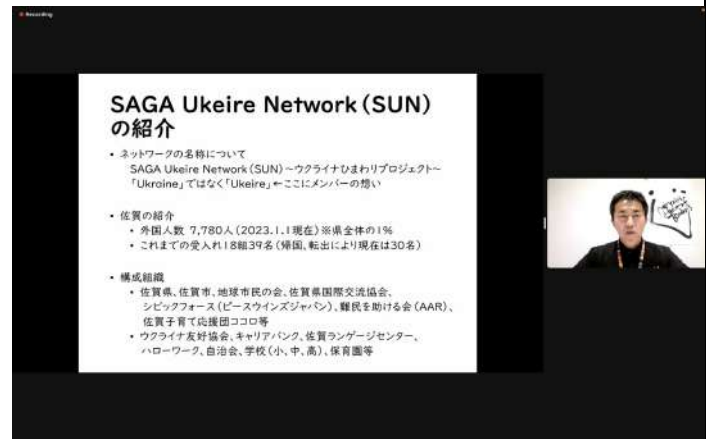 Recording
SAGA Ukeire Network（SUN）
の紹介
• ネットワークの名称について
SAGA Ukeire Network（SUN）～ウクライナひまわりプロジェクト～
「Ukraine」ではなく「Ukeire」←ここにメンバーの想い
• 佐賀の紹介
• 外国人数 7,780人（2023.1.1現在）※県全体の1%
• これまでの受入れ18組39名（帰国、転出により現在は30名）
• 構成組織
• 佐賀県、佐賀市、地球市民の会、佐賀県国際交流協会、
シビックフォース（ピースウインズジャパン）、難民を助ける会（AAR）、
佐賀子育て応援団ココロ等
• ウクライナ友好協会、キャリアバンク、佐賀ランゲージセンター、
ハローワーク、自治会、学校（小、中、高）、保育園等